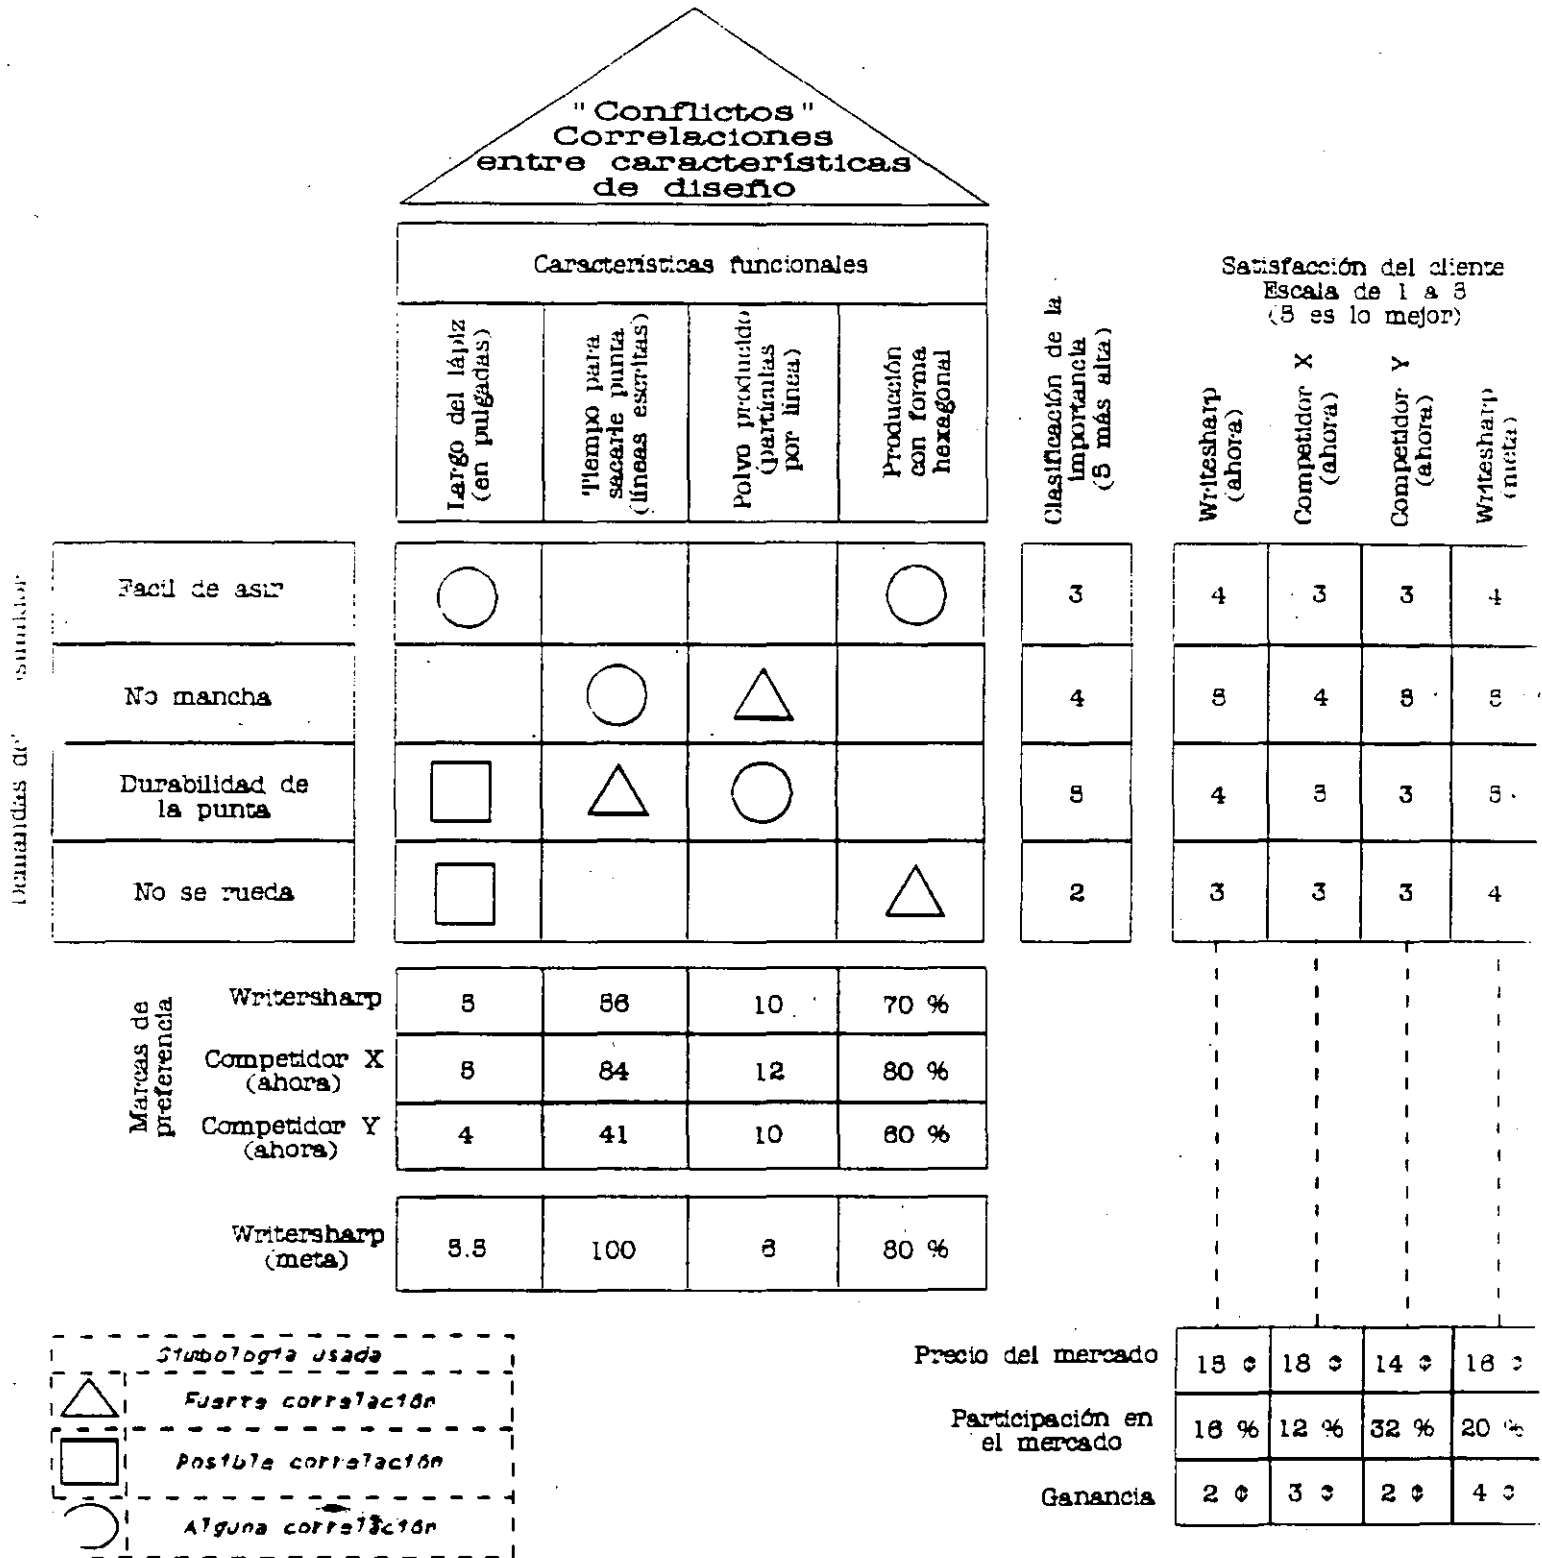 "Conflictos"
Correlaciones
entre características
de diseño
Características funcionales
Largo del lápiz
(en pulgadas)
Tiempo para
sacarle punta
(líneas escritas)
Polvo producido
(partículas
por línea)
Producción
con forma
hexagonal
Clasificación de la
importancia
(5 más alta)
Satisfacción del cliente
Escala de 1 a 5
(5 es lo mejor)
Writesharp
(ahora)
Competidor X
(ahora)
Competidor Y
(ahora)
Writesharp
(meta)
Demandas de
Facil de asir
3 4 3 3 4
No mancha
4 5 4 5 5
Durabilidad de
la punta
5 4 3 5
No se rueda
2 3 3 3 4
Marcas de
preferencia
Writersharp
5 56 10 70 %
Competidor X
(ahora)
5 84 12 80 %
Competidor Y
(ahora)
4 41 10 60 %
Writersharp
(meta)
5.5 100 6 80 %
Simbología usada
Fuerte correlación
Posible correlación
Alguna correlación
Precio del mercado
15 ¢ 18 ¢ 14 ¢ 16 ¢
Participación en
el mercado
16 % 12 % 32 % 20 %
Ganancia
2 ¢ 3 ¢ 2 ¢ 4 ¢